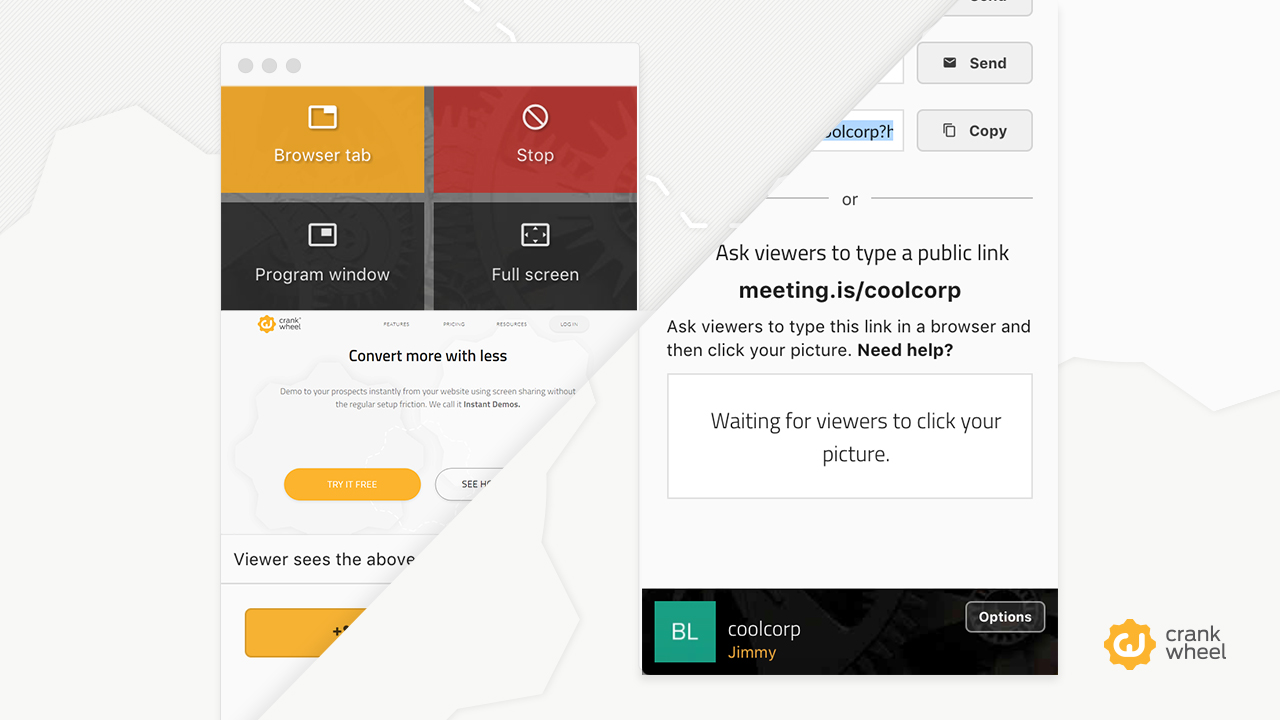 Browser tab
Stop
Program window
Full screen
crank
wheel
FEATURES
PRICING
RESOURCES
LOG IN
Convert more with less
Demo to your prospects instantly from your website using screen sharing without
the regular setup friction. We call it Instant Demos.
TRY IT FREE
SEE
Viewer sees the above
Send
Send
oolcorp?h
Copy
or
Ask viewers to type a public link
meeting.is/coolcorp
Ask viewers to type this link in a browser and
then click your picture. Need help?
Waiting for viewers to click your
picture.
BL
coolcorp
Jimmy
Options
crank
wheel